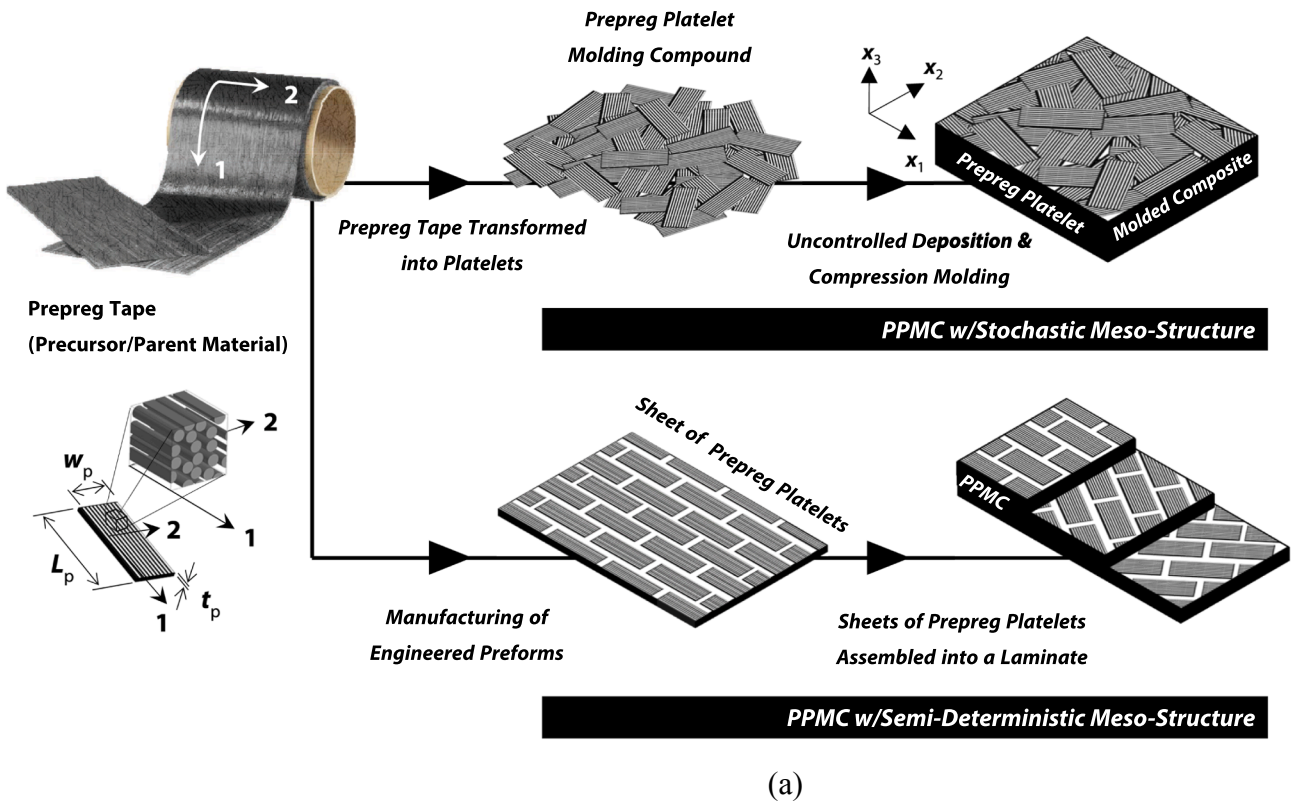 Prepreg Platelet
Molding Compound
x3
x2
x1
2
1
Prepreg Platelet
Molded Composite
Prepreg Tape Transformed
into Platelets
Uncontrolled Deposition &
Compression Molding
Prepreg Tape
(Precursor/Parent Material)
PPMC w/Stochastic Meso-Structure
Sheet of Prepreg Platelets
PPMC
2
1
wp
2
Lp
tp
1
Manufacturing of
Engineered Preforms
Sheets of Prepreg Platelets
Assembled into a Laminate
PPMC w/Semi-Deterministic Meso-Structure
(a)